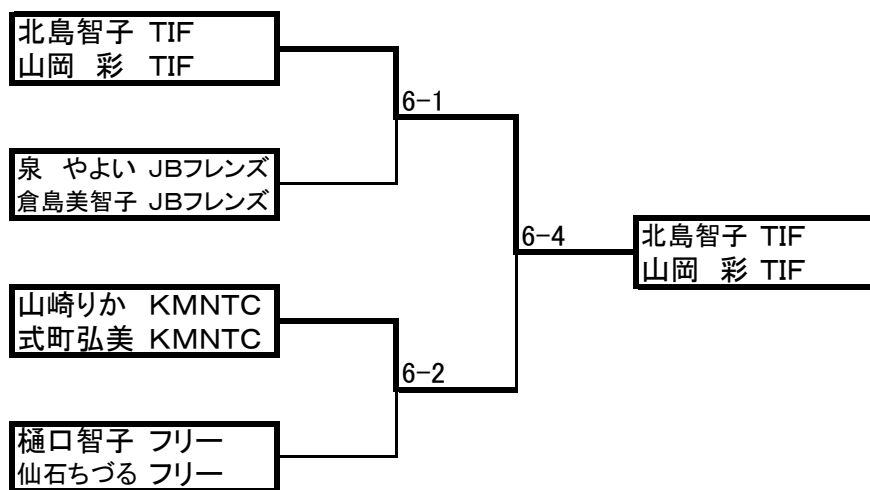 北島智子 TIF
山岡 彩 TIF
6-1
泉 やよい JBフレンズ
倉島美智子 JBフレンズ
6-4
北島智子 TIF
山岡 彩 TIF
山崎りか KMNTC
式町弘美 KMNTC
6-2
樋口智子 フリー
仙石ちづる フリー